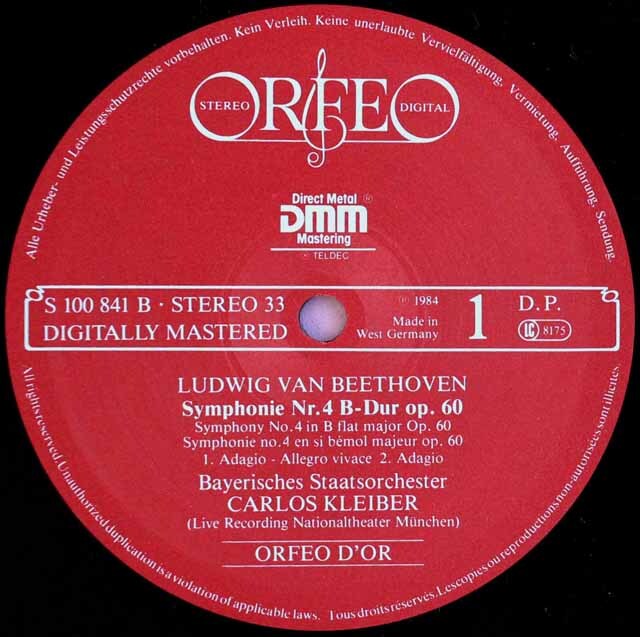 Alle Urheber- und Leistungsschutzrechte vorbehalten. Kein Verleih. Keine unerlaubte Vervielfältigung, Vermietung, Aufführung, Sendung.
ORFEO
STEREO
DIGITAL
Direct Metal ®
DMM
Mastering
© TELDEC
S 100 841 B · STEREO 33
DIGITALLY MASTERED
℗ 1984
Made in
West Germany
1
D.P.
LC 8175
LUDWIG VAN BEETHOVEN
Symphonie Nr. 4 B-Dur op. 60
Symphony No. 4 in B flat major Op. 60
Symphonie no. 4 en si bémol majeur op. 60
1. Adagio - Allegro vivace 2. Adagio
Bayerisches Staatsorchester
CARLOS KLEIBER
(Live Recording Nationaltheater München)
ORFEO D'OR
All rights reserved. Unauthorized duplication is a violation of applicable laws. Tous droits réservés. Les copies ou reproductions non-autorisées sont illicites.